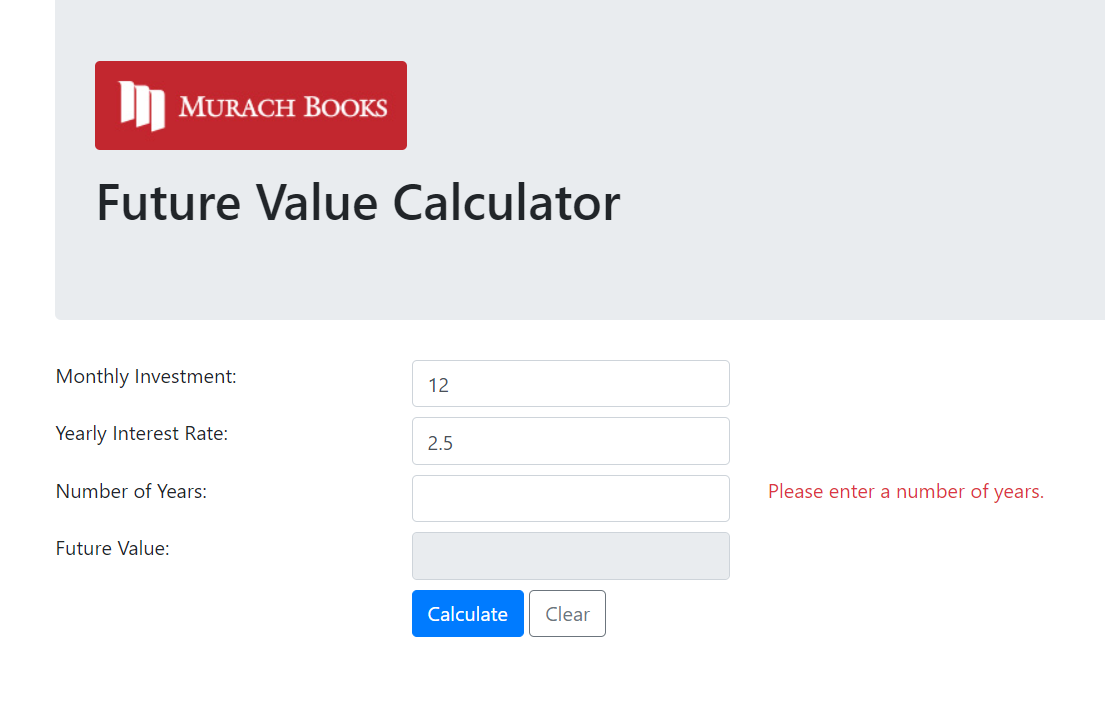 MURACH BOOKS
Future Value Calculator
Monthly Investment: 12
Yearly Interest Rate: 2.5
Number of Years: Please enter a number of years.
Future Value:
Calculate Clear